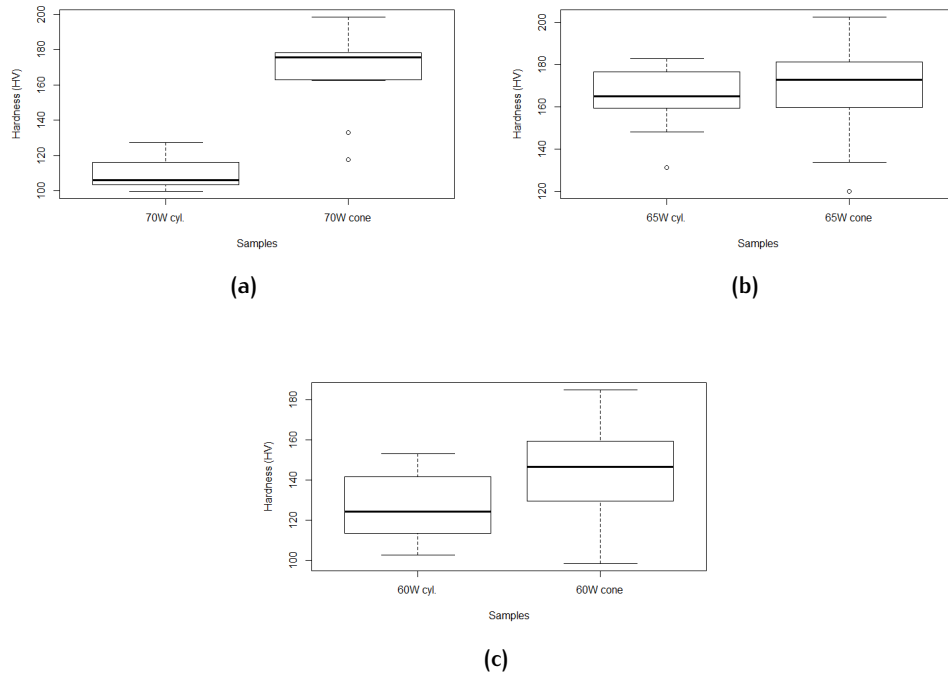 Hardness (HV)
200
180
160
140
120
100
70W cyl.
70W cone
Samples
(a)
Hardness (HV)
200
180
160
140
120
65W cyl.
65W cone
Samples
(b)
Hardness (HV)
180
160
140
120
100
60W cyl.
60W cone
Samples
(c)